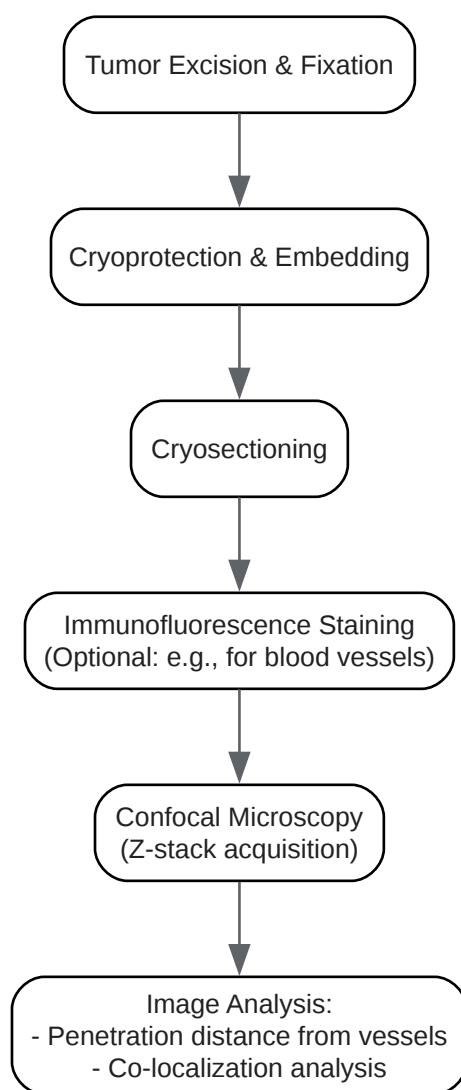 Tumor Excision & Fixation
Cryoprotection & Embedding
Cryosectioning
Immunofluorescence Staining
(Optional: e.g., for blood vessels)
Confocal Microscopy
(Z-stack acquisition)
Image Analysis:
- Penetration distance from vessels
- Co-localization analysis